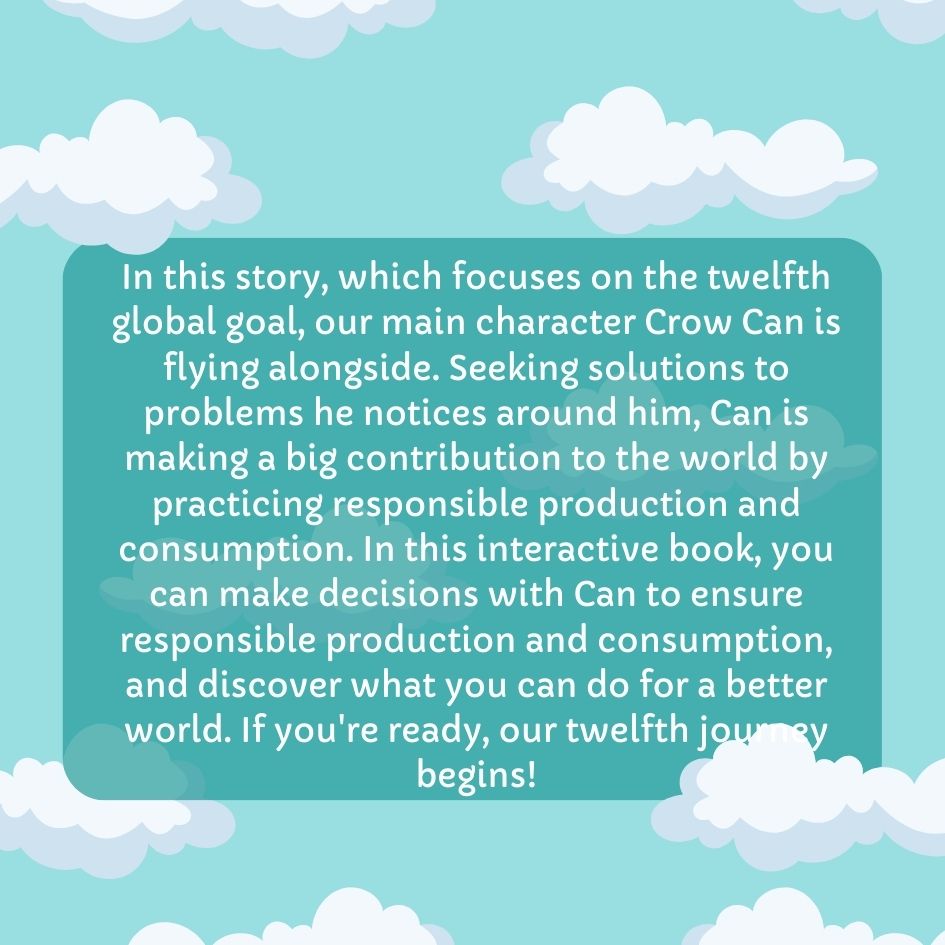 In this story, which focuses on the twelfth
global goal, our main character Crow Can is
flying alongside. Seeking solutions to
problems he notices around him, Can is
making a big contribution to the world by
practicing responsible production and
consumption. In this interactive book, you
can make decisions with Can to ensure
responsible production and consumption,
and discover what you can do for a better
world. If you're ready, our twelfth journey
begins!